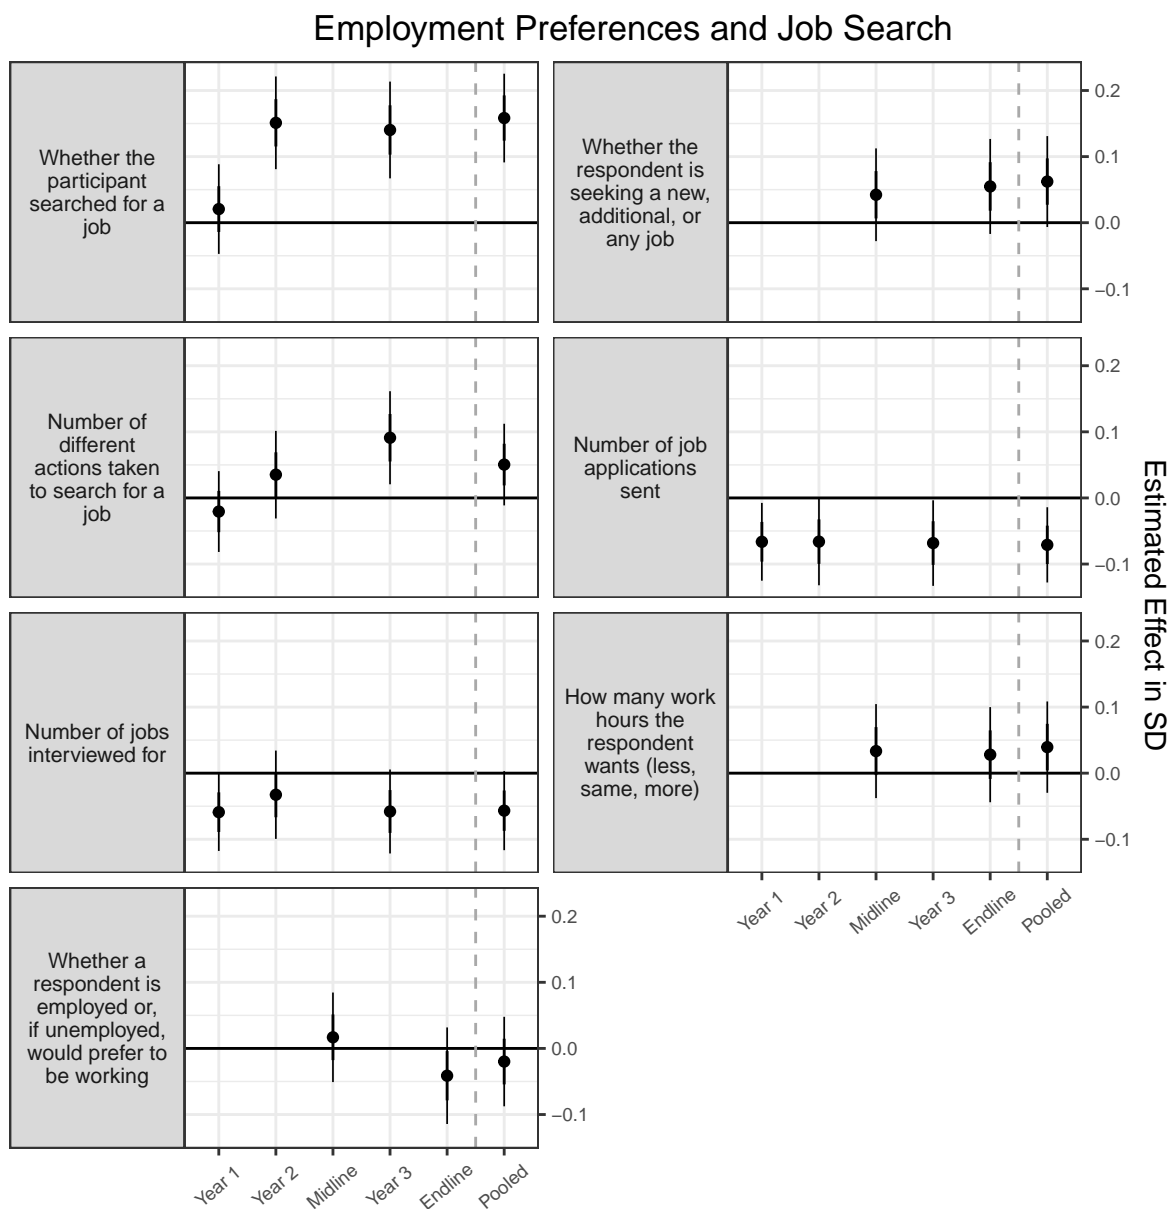 Employment Preferences and Job Search
Whether the
participant
searched for a
job
Whether the
respondent is
seeking a new,
additional, or
any job
0.2
0.1
0.0
−0.1
Number of
different
actions taken
to search for a
job
Number of job
applications
sent
0.2
0.1
0.0
−0.1
Number of jobs
interviewed for
How many work
hours the
respondent
wants (less,
same, more)
0.2
0.1
0.0
−0.1
Year 1
Year 2
Midline
Year 3
Endline
Pooled
Whether a
respondent is
employed or,
if unemployed,
would prefer to
be working
0.2
0.1
0.0
−0.1
Year 1
Year 2
Midline
Year 3
Endline
Pooled
Estimated Effect in SD